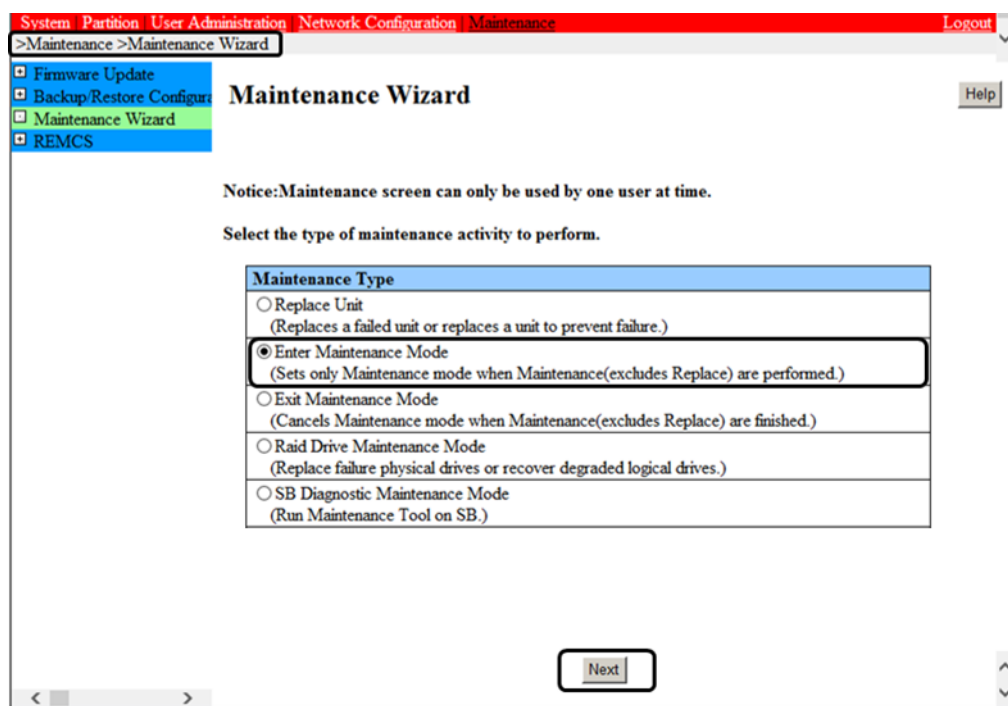 System | Partition | User Administration | Network Configuration | Maintenance Logout
>Maintenance >Maintenance Wizard
Firmware Update
Backup/Restore Configura
Maintenance Wizard
REMCS
Maintenance Wizard
Help
Notice:Maintenance screen can only be used by one user at time.
Select the type of maintenance activity to perform.
Maintenance Type
Replace Unit
(Replaces a failed unit or replaces a unit to prevent failure.)
Enter Maintenance Mode
(Sets only Maintenance mode when Maintenance(excludes Replace) are performed.)
Exit Maintenance Mode
(Cancels Maintenance mode when Maintenance(excludes Replace) are finished.)
Raid Drive Maintenance Mode
(Replace failure physical drives or recover degraded logical drives.)
SB Diagnostic Maintenance Mode
(Run Maintenance Tool on SB.)
Next